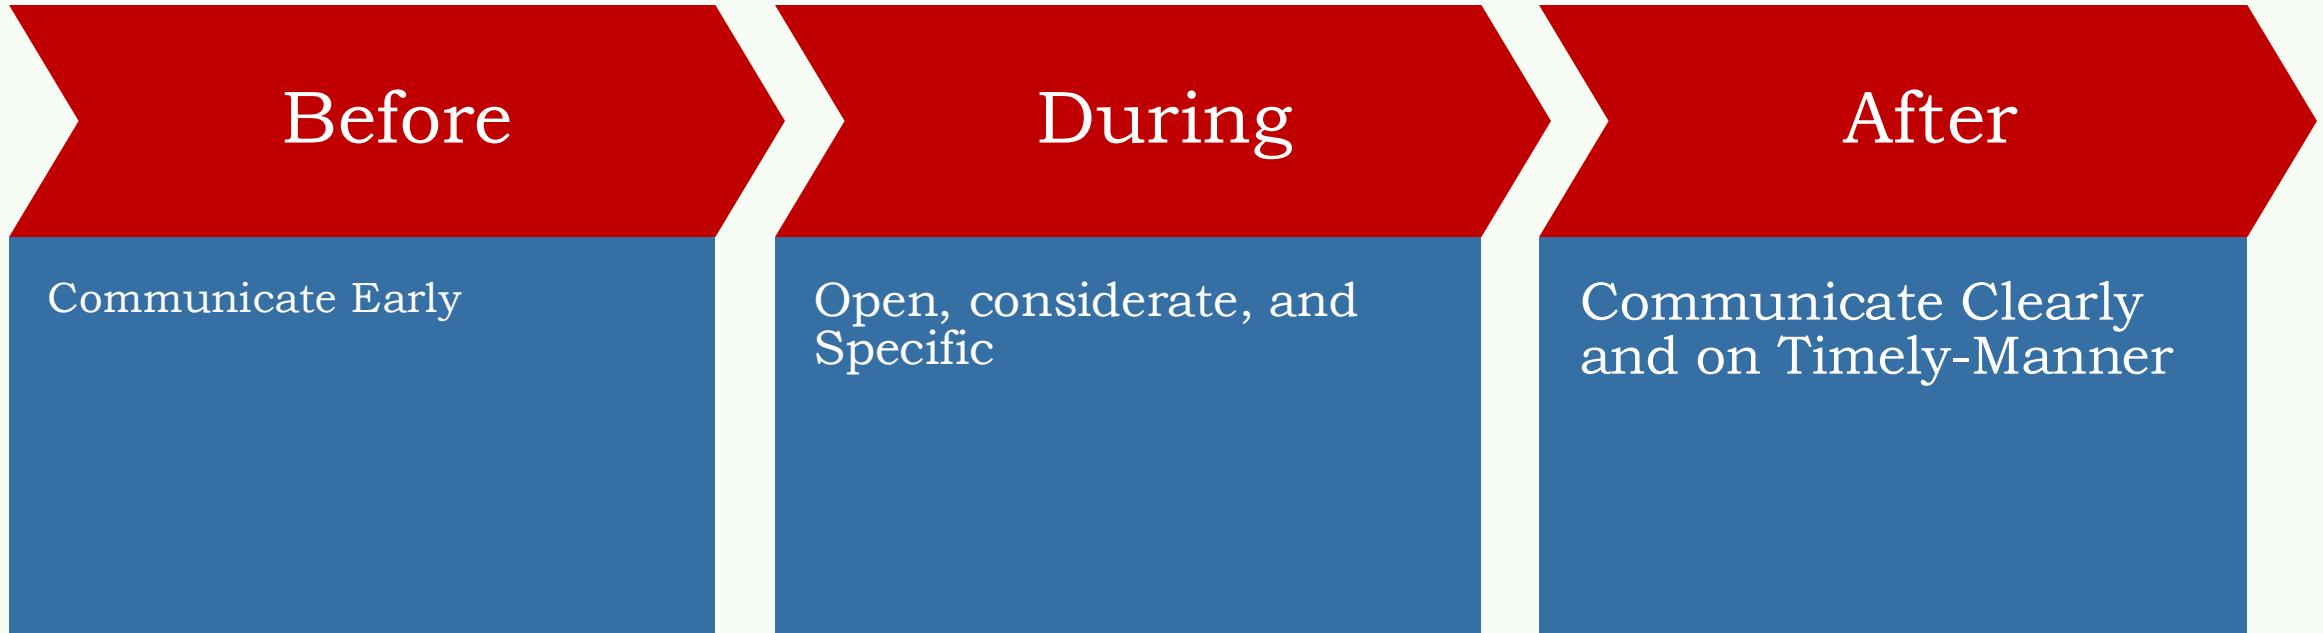 Before
Communicate Early
During
Open, considerate, and
Specific
After
Communicate Clearly
and on Timely-Manner